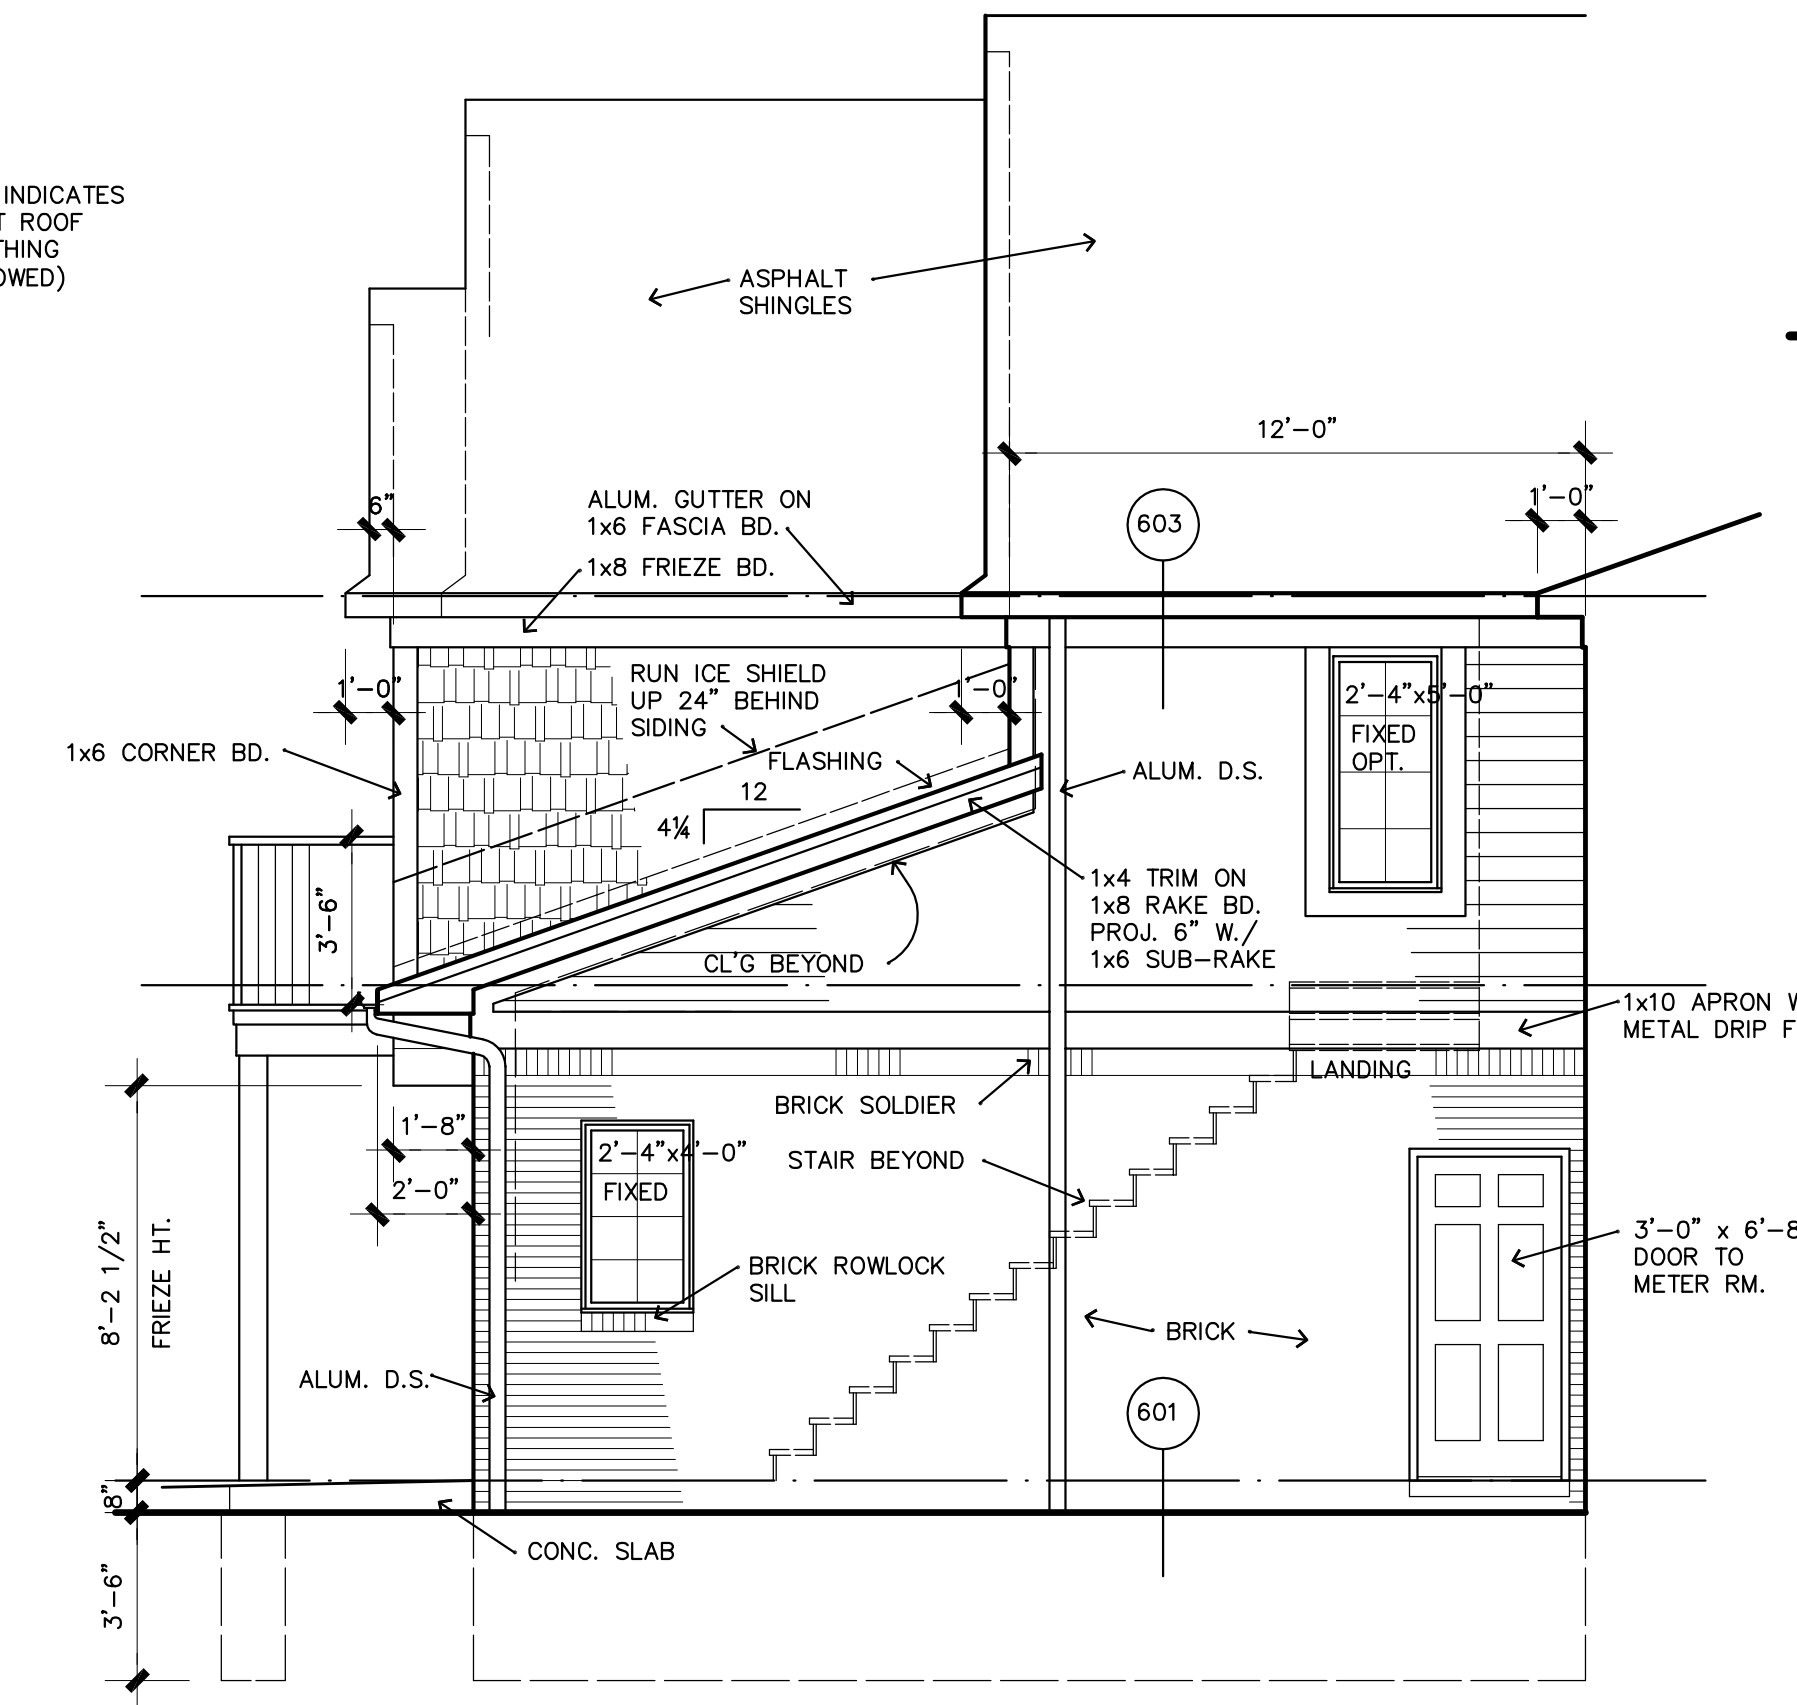 INDICATES
T ROOF
THING
OWED)
ASPHALT
SHINGLES
12'-0"
1'-0"
6"
ALUM. GUTTER ON
1x6 FASCIA BD.
1x8 FRIEZE BD.
603
RUN ICE SHIELD
UP 24" BEHIND
SIDING
1'-0"
1'-0"
2'-4"x5'-0"
FIXED
OPT.
1x6 CORNER BD.
FLASHING
ALUM. D.S.
12
4¼
3'-6"
1x4 TRIM ON
1x8 RAKE BD.
PROJ. 6" W./
1x6 SUB-RAKE
CL'G BEYOND
1x10 APRON W
METAL DRIP F
LANDING
BRICK SOLDIER
1'-8"
2'-4"x4'-0"
FIXED
STAIR BEYOND
2'-0"
8'-2 1/2"
FRIEZE HT.
BRICK ROWLOCK
SILL
3'-0" x 6'-8
DOOR TO
METER RM.
BRICK
ALUM. D.S.
601
8"
CONC. SLAB
3'-6"